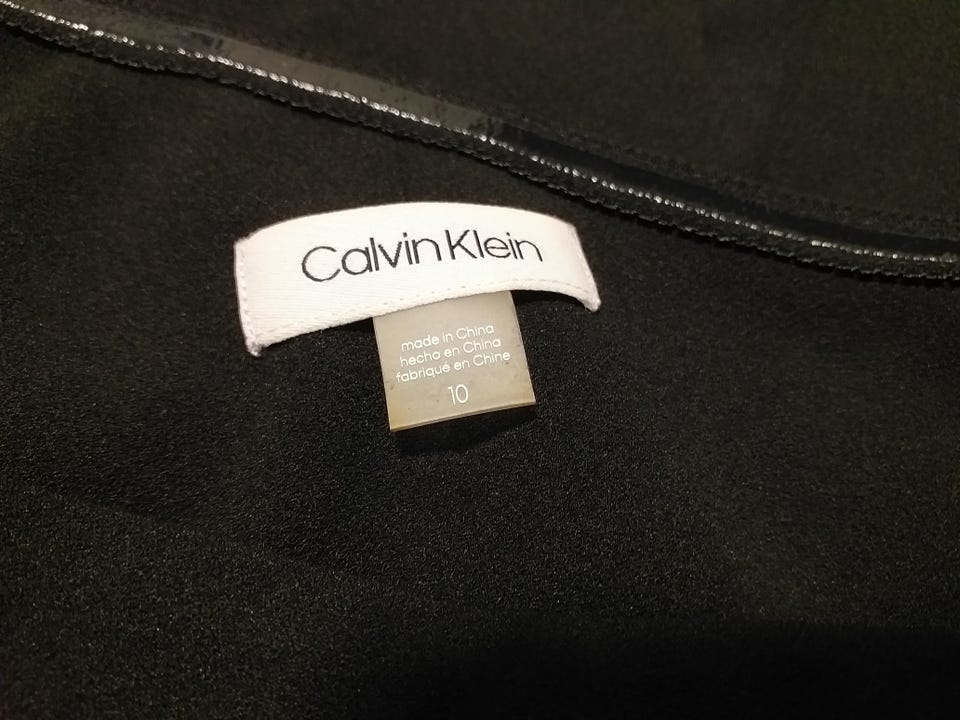 Calvin Klein
made in China
hecho en China
fabriqué en Chine
10